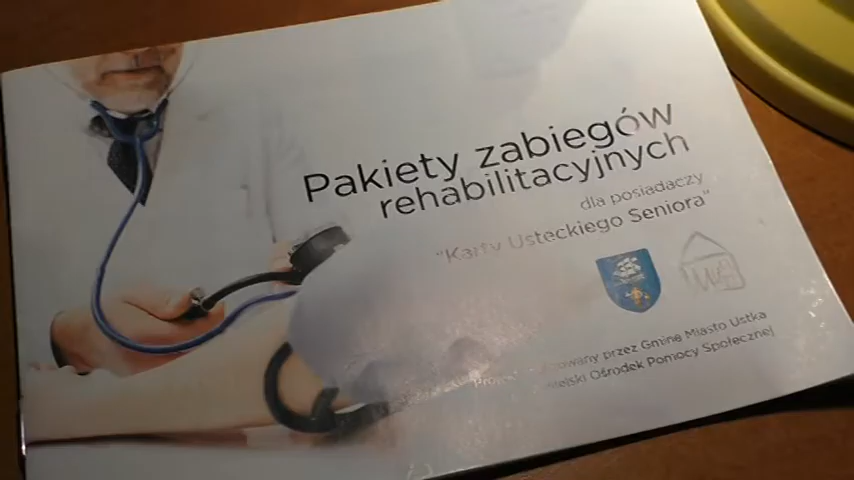 Pakiety zabiegów
rehabilitacyjnych
dla posiadaczy
"Karty Usteckiego Seniora"
przez Gminę Miasto Ustka
Ośrodek Pomocy Społecznej